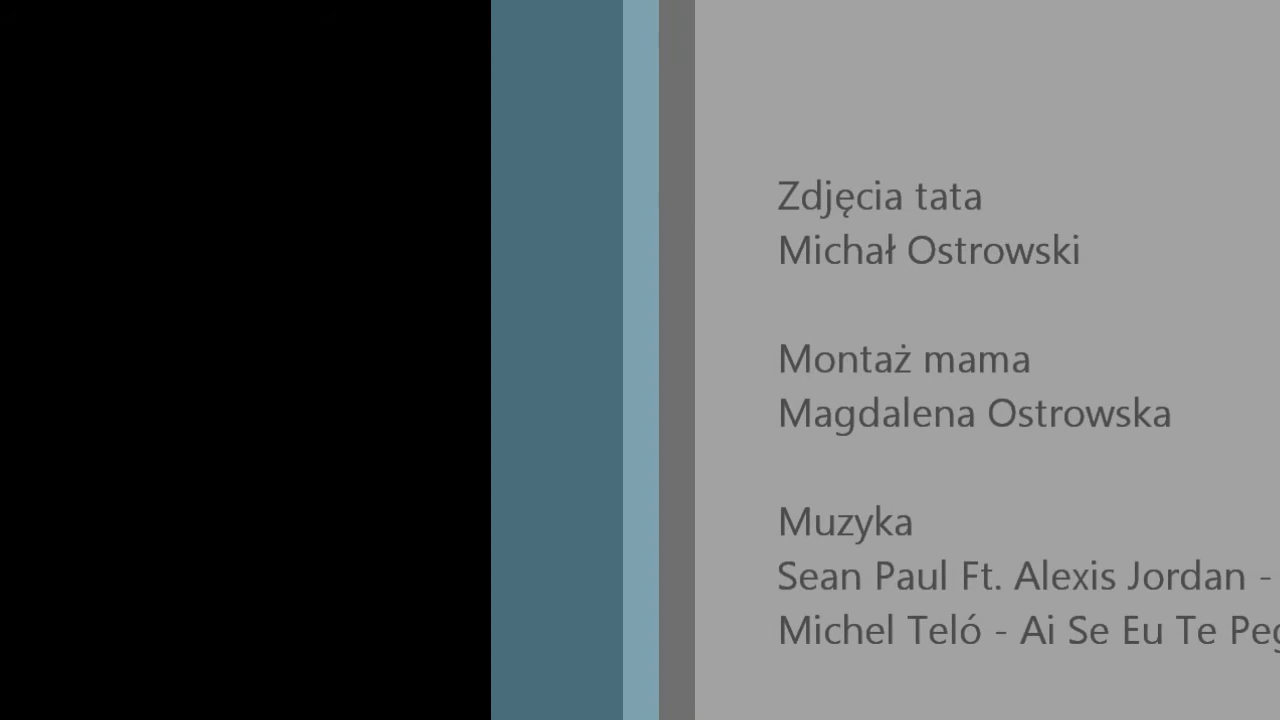 Zdjęcia tata
Michał Ostrowski
Montaż mama
Magdalena Ostrowska
Muzyka
Sean Paul Ft. Alexis Jordan -
Michel Teló - Ai Se Eu Te